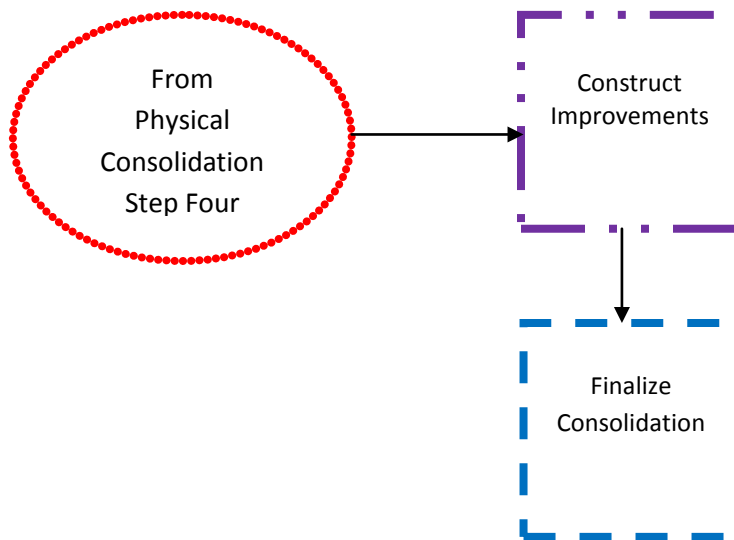 From
Physical
Consolidation
Step Four
Construct
Improvements
Finalize
Consolidation